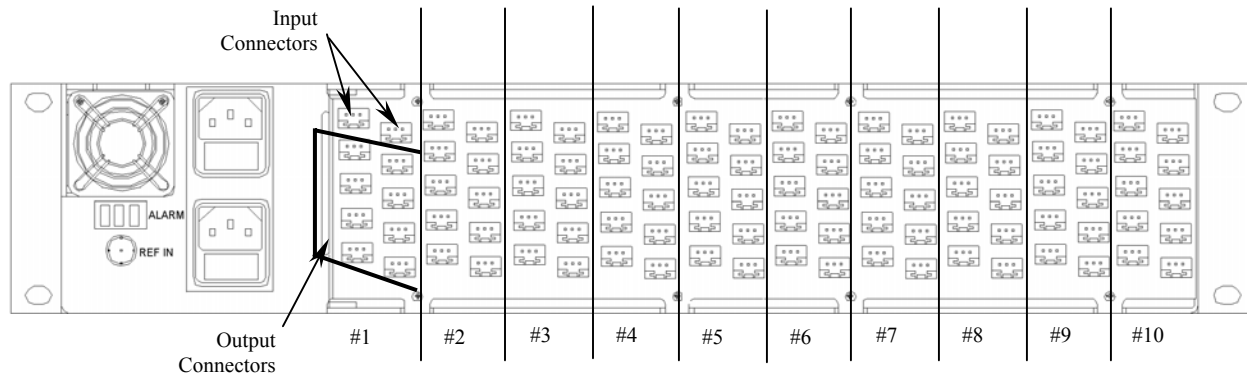 Input
Connectors
ALARM
REF IN
Output
Connectors
#1 #2 #3 #4 #5 #6 #7 #8 #9 #10